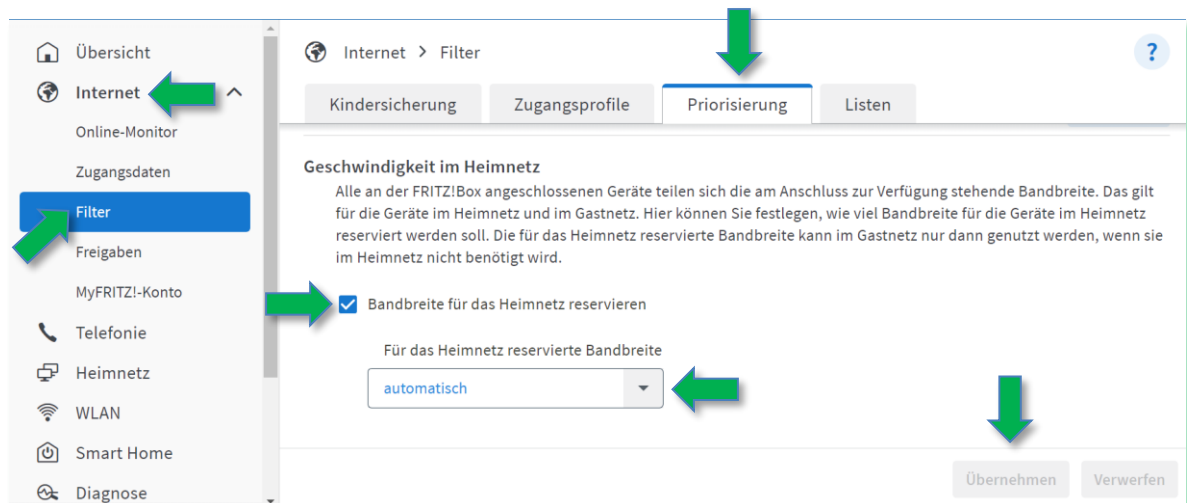 Übersicht
Internet
Online-Monitor
Zugangsdaten
Filter
Freigaben
MyFRITZ!-Konto
Telefonie
Heimnetz
WLAN
Smart Home
Diagnose
Internet > Filter
?
Kindersicherung
Zugangsprofile
Priorisierung
Listen
Geschwindigkeit im Heimnetz
Alle an der FRITZ!Box angeschlossenen Geräte teilen sich die am Anschluss zur Verfügung stehende Bandbreite. Das gilt
für die Geräte im Heimnetz und im Gastnetz. Hier können Sie festlegen, wie viel Bandbreite für die Geräte im Heimnetz
reserviert werden soll. Die für das Heimnetz reservierte Bandbreite kann im Gastnetz nur dann genutzt werden, wenn sie
im Heimnetz nicht benötigt wird.
Bandbreite für das Heimnetz reservieren
Für das Heimnetz reservierte Bandbreite
automatisch
Übernehmen
Verwerfen